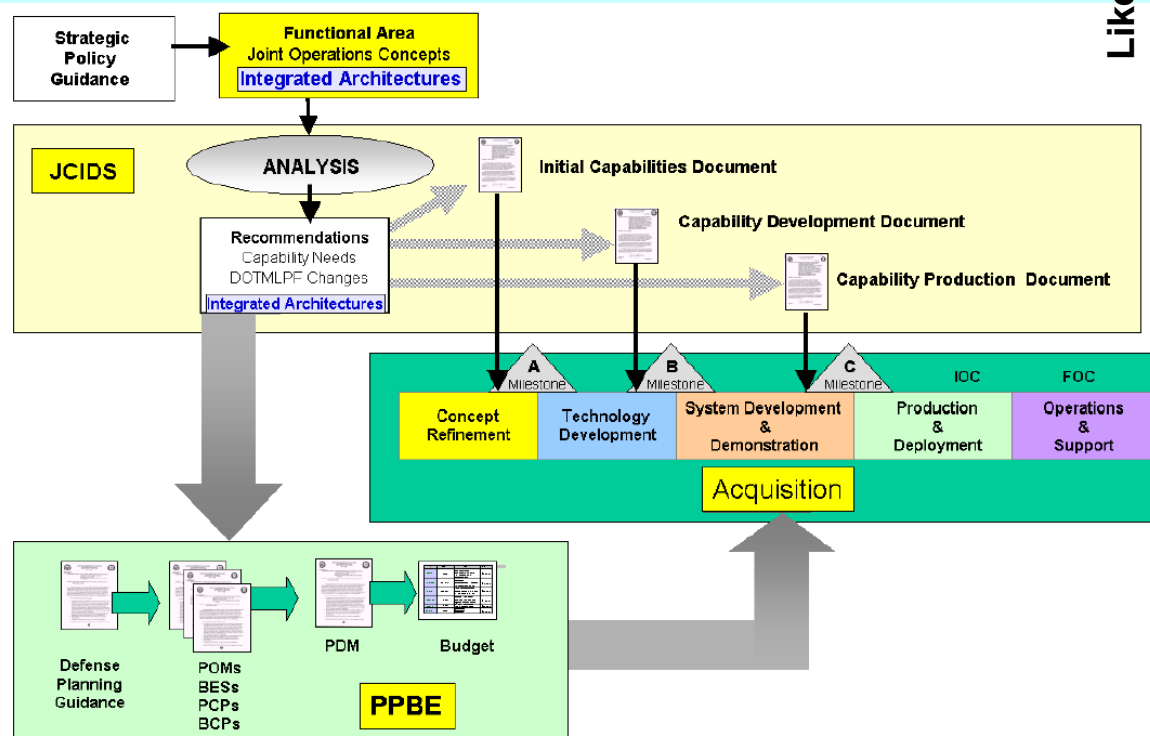 Like
Strategic
Policy
Guidance
Functional Area
Joint Operations Concepts
Integrated Architectures
JCIDS
ANALYSIS
Initial Capabilities Document
Capability Development Document
Recommendations
Capability Needs
DOTMLPF Changes
Integrated Architectures
Capability Production Document
A
Milestone
B
Milestone
C
Milestone
IOC
FOC
Concept
Refinement
Technology
Development
System Development
&
Demonstration
Production
&
Deployment
Operations
&
Support
Acquisition
Defense
Planning
Guidance
POMs
BESs
PCPs
BCPs
PDM
Budget
PPBE